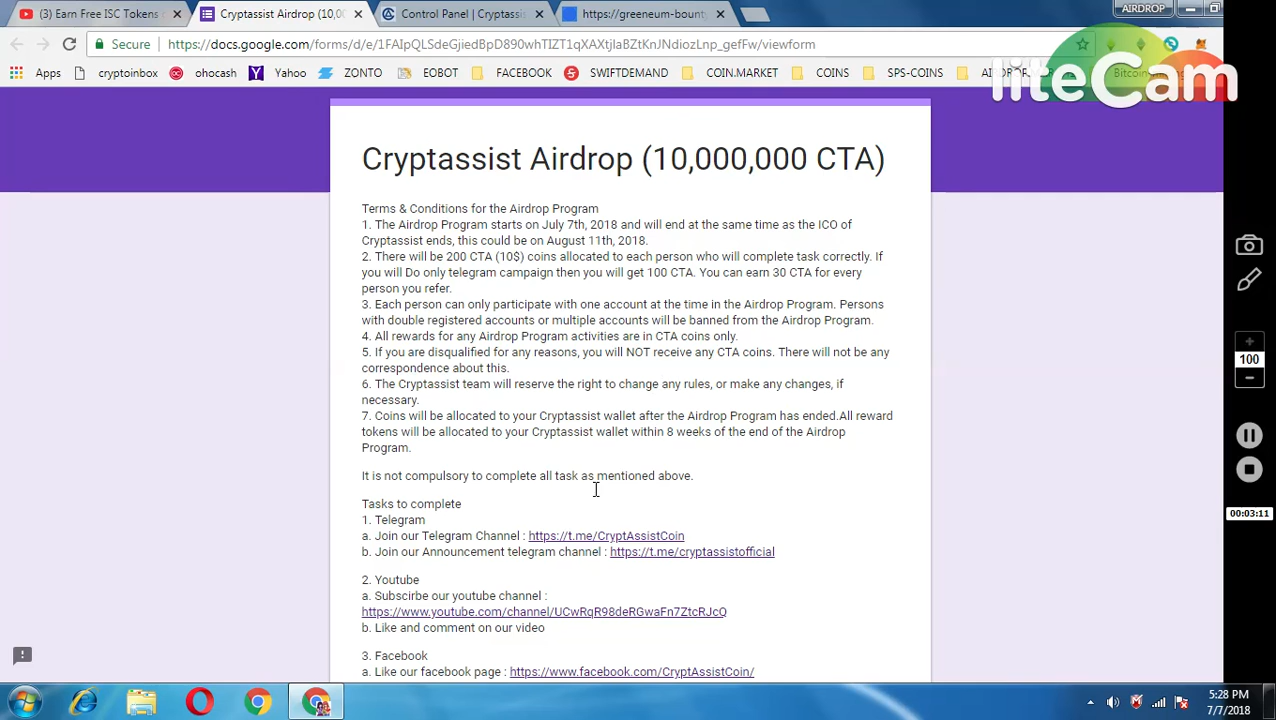 (3) Earn Free ISC Tokens c
Cryptassist Airdrop (10,00
Control Panel | Cryptassis
https://greeneum-bount
AIRDROP
Secure
https://docs.google.com/forms/d/e/1FAIpQLSdeGjiedBpD890whTIZT1qXAXtjlaBZtKnJNdiozLnp_gefFw/viewform
Apps
cryptoinbox
ohocash
Yahoo
EOBOT
FACEBOOK
SWIFTDEMAND
COIN.MARKET
COINS
SPS-COINS
liteCam
Cryptassist Airdrop (10,000,000 CTA)
Terms & Conditions for the Airdrop Program
1. The Airdrop Program starts on July 7th, 2018 and will end at the same time as the ICO of
Cryptassist ends, this could be on August 11th, 2018.
2. There will be 200 CTA (10$) coins allocated to each person who will complete task correctly. If
you will Do only telegram campaign then you will get 100 CTA. You can earn 30 CTA for every
person you refer.
3. Each person can only participate with one account at the time in the Airdrop Program. Persons
with double registered accounts or multiple accounts will be banned from the Airdrop Program.
4. All rewards for any Airdrop Program activities are in CTA coins only.
5. If you are disqualified for any reasons, you will NOT receive any CTA coins. There will not be any
correspondence about this.
6. The Cryptassist team will reserve the right to change any rules, or make any changes, if
necessary.
7. Coins will be allocated to your Cryptassist wallet after the Airdrop Program has ended.All reward
tokens will be allocated to your Cryptassist wallet within 8 weeks of the end of the Airdrop
Program.
It is not compulsory to complete all task as mentioned above.
Tasks to complete
1. Telegram
a. Join our Telegram Channel : https://t.me/CryptAssistCoin
b. Join our Announcement telegram channel : https://t.me/cryptassistofficial
2. Youtube
a. Subscirbe our youtube channel :
https://www.youtube.com/channel/UCwRqR98deRGwaFn7ZtcRJcQ
b. Like and comment on our video
3. Facebook
a. Like our facebook page : https://www.facebook.com/CryptAssistCoin/
100
00:03:11
5:28 PM
7/7/2018